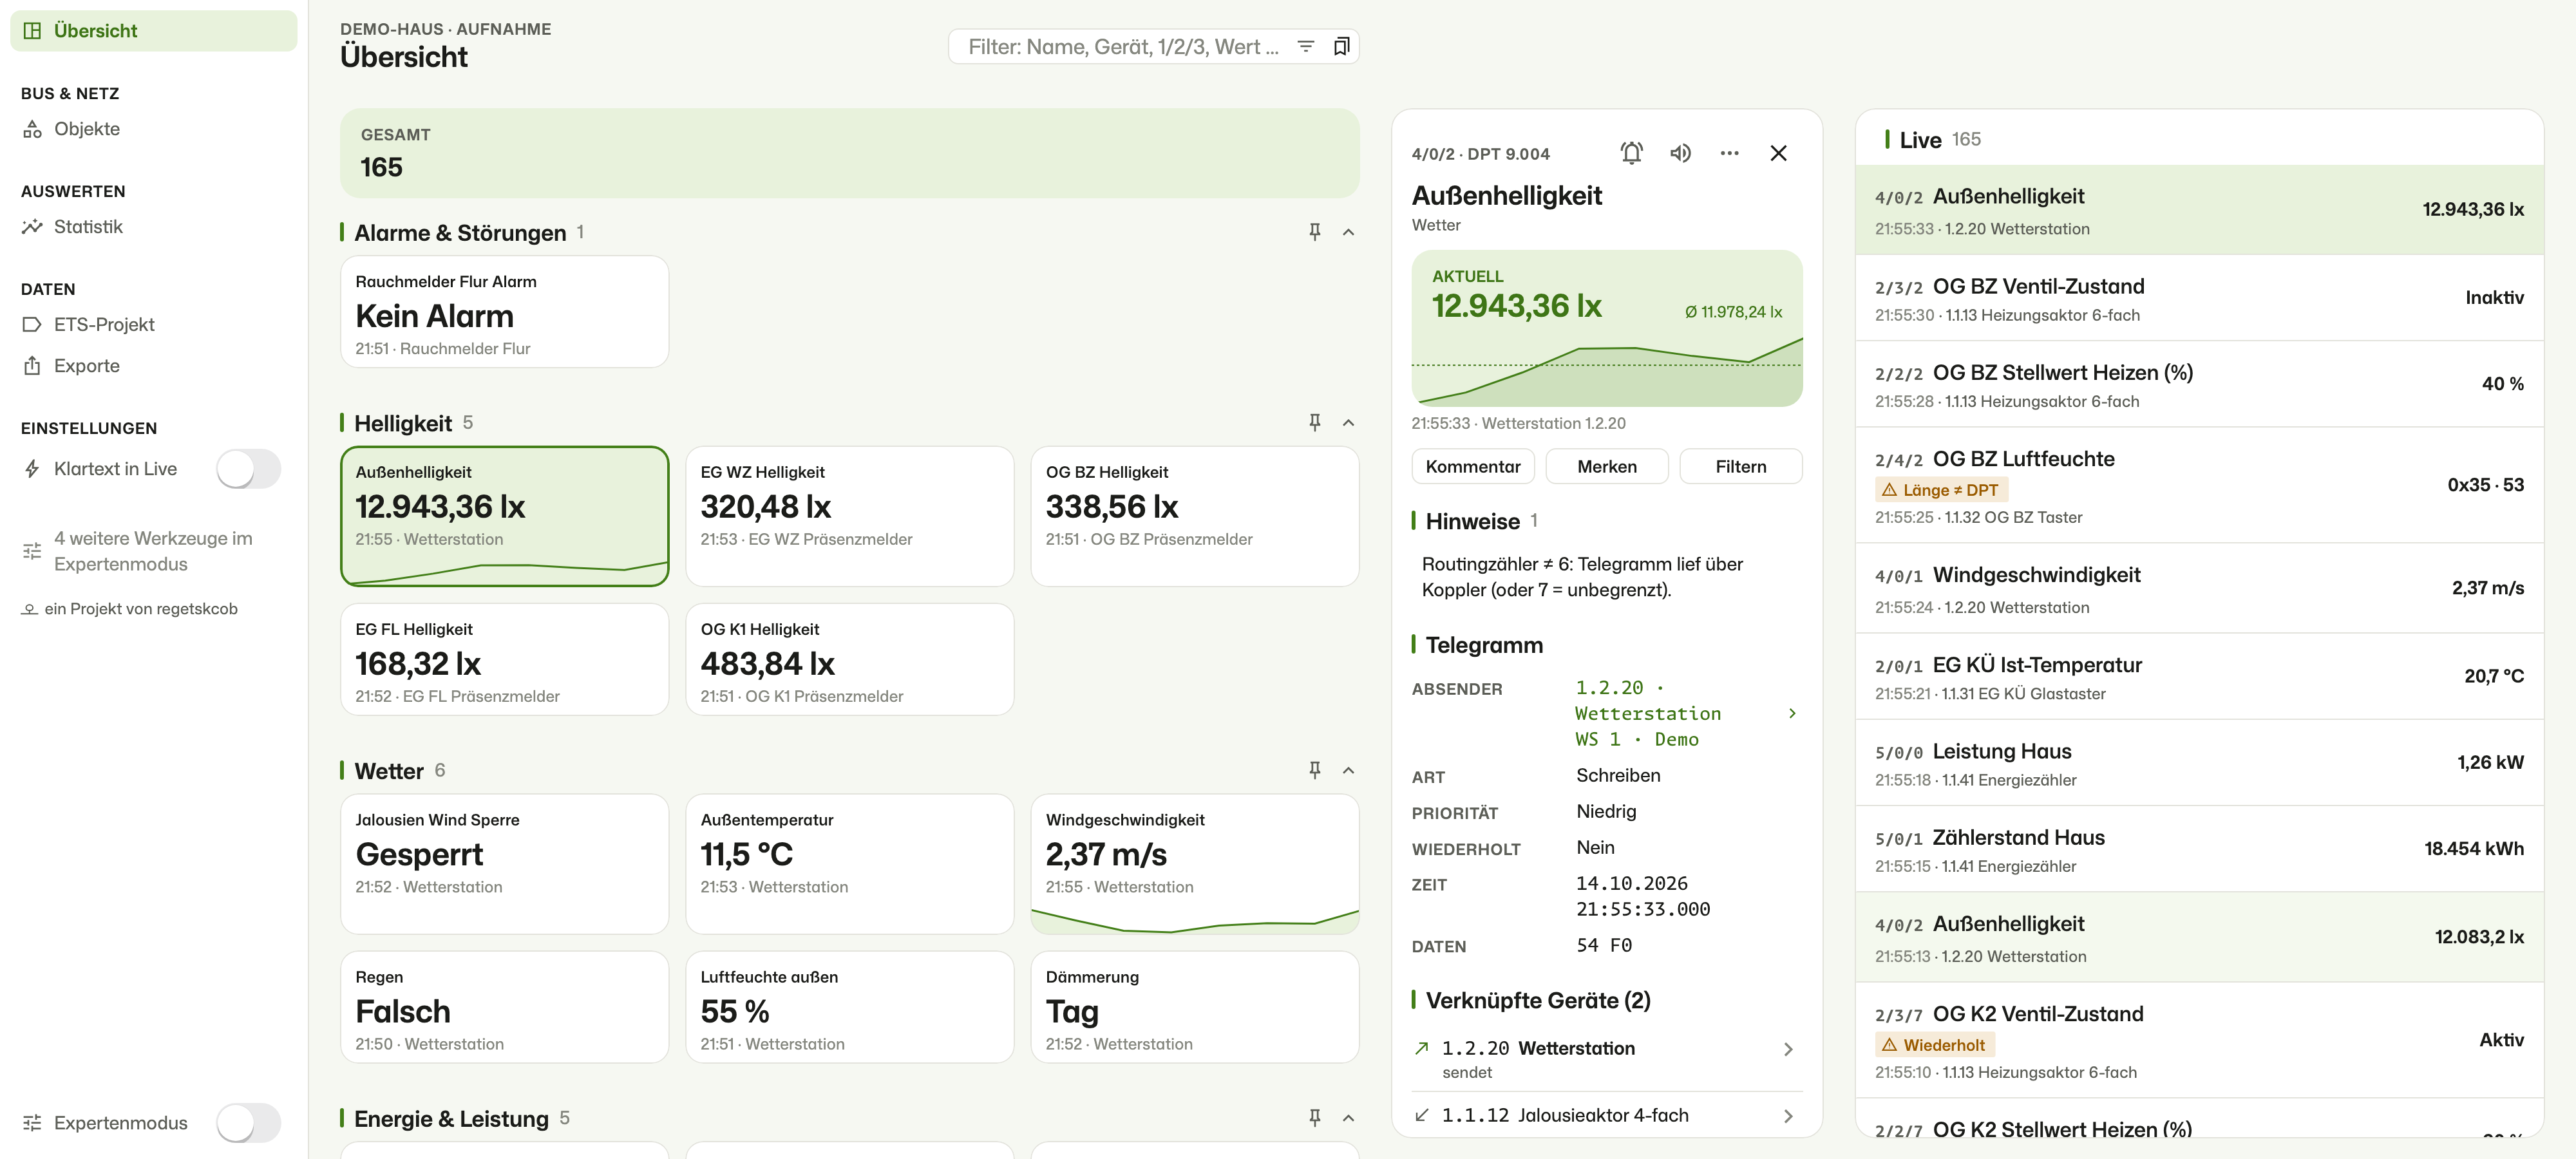 Übersicht
BUS & NETZ
Objekte
AUSWERTEN
Statistik
DATEN
ETS-Projekt
Exporte
EINSTELLUNGEN
Klartext in Live
4 weitere Werkzeuge im
Expertenmodus
ein Projekt von regetskcob
Expertenmodus
DEMO-HAUS · AUFNAHME
Übersicht
Filter: Name, Gerät, 1/2/3, Wert ...
GESAMT
165
Alarme & Störungen 1
Rauchmelder Flur Alarm
Kein Alarm
21:51 · Rauchmelder Flur
Helligkeit 5
Außenhelligkeit
12.943,36 lx
21:55 · Wetterstation
EG WZ Helligkeit
320,48 lx
21:53 · EG WZ Präsenzmelder
OG BZ Helligkeit
338,56 lx
21:51 · OG BZ Präsenzmelder
EG FL Helligkeit
168,32 lx
21:52 · EG FL Präsenzmelder
OG K1 Helligkeit
483,84 lx
21:51 · OG K1 Präsenzmelder
Wetter 6
Jalousien Wind Sperre
Gesperrt
21:52 · Wetterstation
Außentemperatur
11,5 °C
21:53 · Wetterstation
Windgeschwindigkeit
2,37 m/s
21:55 · Wetterstation
Regen
Falsch
21:50 · Wetterstation
Luftfeuchte außen
55 %
21:51 · Wetterstation
Dämmerung
Tag
21:52 · Wetterstation
Energie & Leistung 5
4/0/2 · DPT 9.004
Außenhelligkeit
Wetter
AKTUELL
12.943,36 lx
Ø 11.978,24 lx
21:55:33 · Wetterstation 1.2.20
Kommentar
Merken
Filtern
Hinweise 1
Routingzähler ≠ 6: Telegramm lief über
Koppler (oder 7 = unbegrenzt).
Telegramm
ABSENDER
1.2.20 ·
Wetterstation
WS 1 · Demo
ART Schreiben
PRIORITÄT Niedrig
WIEDERHOLT Nein
ZEIT 14.10.2026
21:55:33.000
DATEN 54 F0
Verknüpfte Geräte (2)
1.2.20 Wetterstation
sendet
1.1.12 Jalousieaktor 4-fach
Live 165
4/0/2 Außenhelligkeit
12.943,36 lx
21:55:33 · 1.2.20 Wetterstation
2/3/2 OG BZ Ventil-Zustand
Inaktiv
21:55:30 · 1.1.13 Heizungsaktor 6-fach
2/2/2 OG BZ Stellwert Heizen (%)
40 %
21:55:28 · 1.1.13 Heizungsaktor 6-fach
2/4/2 OG BZ Luftfeuchte
Länge ≠ DPT
0x35 · 53
21:55:25 · 1.1.32 OG BZ Taster
4/0/1 Windgeschwindigkeit
2,37 m/s
21:55:24 · 1.2.20 Wetterstation
2/0/1 EG KÜ Ist-Temperatur
20,7 °C
21:55:21 · 1.1.31 EG KÜ Glastaster
5/0/0 Leistung Haus
1,26 kW
21:55:18 · 1.1.41 Energiezähler
5/0/1 Zählerstand Haus
18.454 kWh
21:55:15 · 1.1.41 Energiezähler
4/0/2 Außenhelligkeit
12.083,2 lx
21:55:13 · 1.2.20 Wetterstation
2/3/7 OG K2 Ventil-Zustand
Wiederholt
Aktiv
21:55:10 · 1.1.13 Heizungsaktor 6-fach
2/2/7 OG K2 Stellwert Heizen (%)